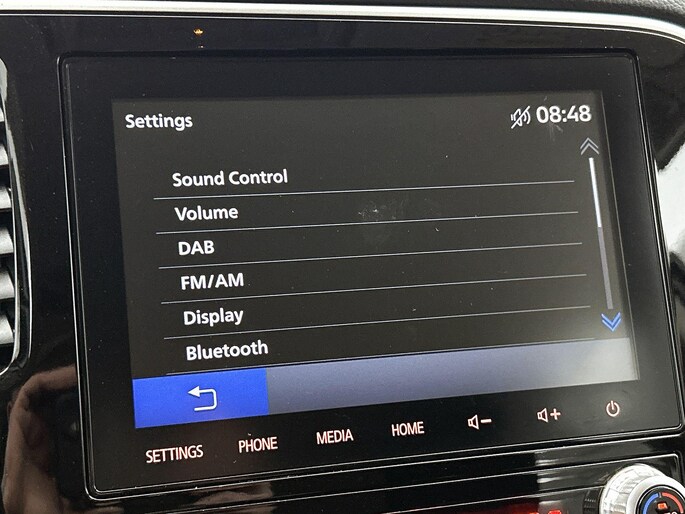 Settings
08:48
Sound Control
Volume
DAB
FM/AM
Display
Bluetooth
SETTINGS
PHONE
MEDIA
HOME